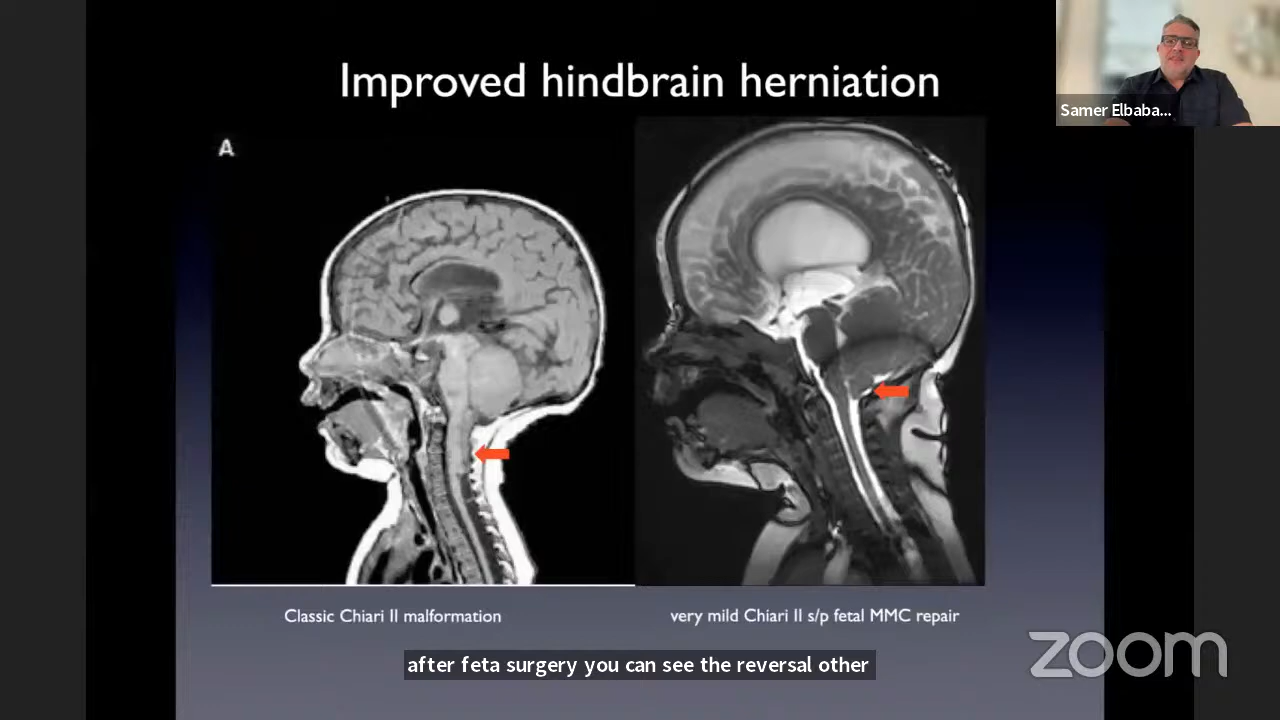 Improved hindbrain herniation
Samer Elbaba...
A
Classic Chiari II malformation
very mild Chiari II s/p fetal MMC repair
after feta surgery you can see the reversal other
zoom